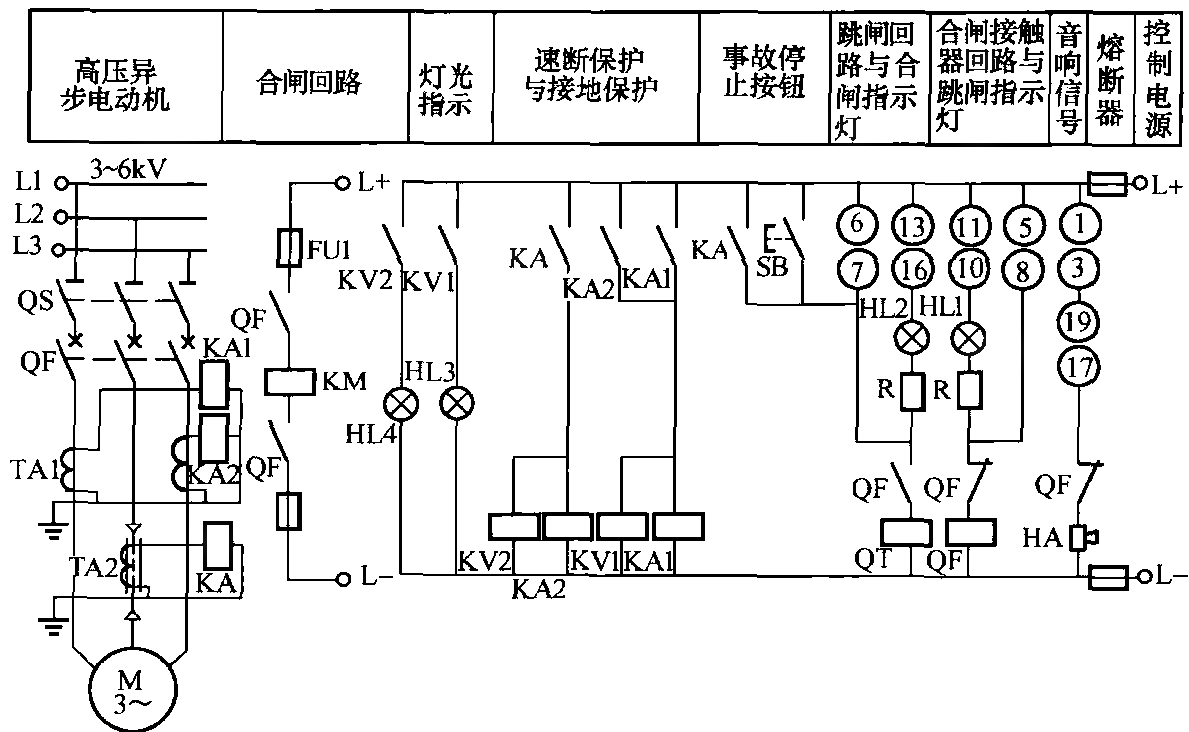 高压异
步电动机
合闸回路
灯光
指示
速断保护
与接地保护
事故停
止按钮
跳闸回
路与合
闸指示
灯
合闸接触
器回路与
跳闸指示
灯
音响信号
熔断器
控制电源
L1
3~6kV
L2
L3
QS
QF
KA1
KA2
TA1
TA2
KA
M
3～
L+
FU1
QF
KM
QF
L−
KV2
KV1
HL3
HL4
KA
KA2
KA1
KV2
KA2
KV1
KA1
KA
SB
6
7
13
16
HL2
R
QF
QT
11
10
HL1
R
QF
QF
5
8
1
3
19
17
QF
HA
L+
L−